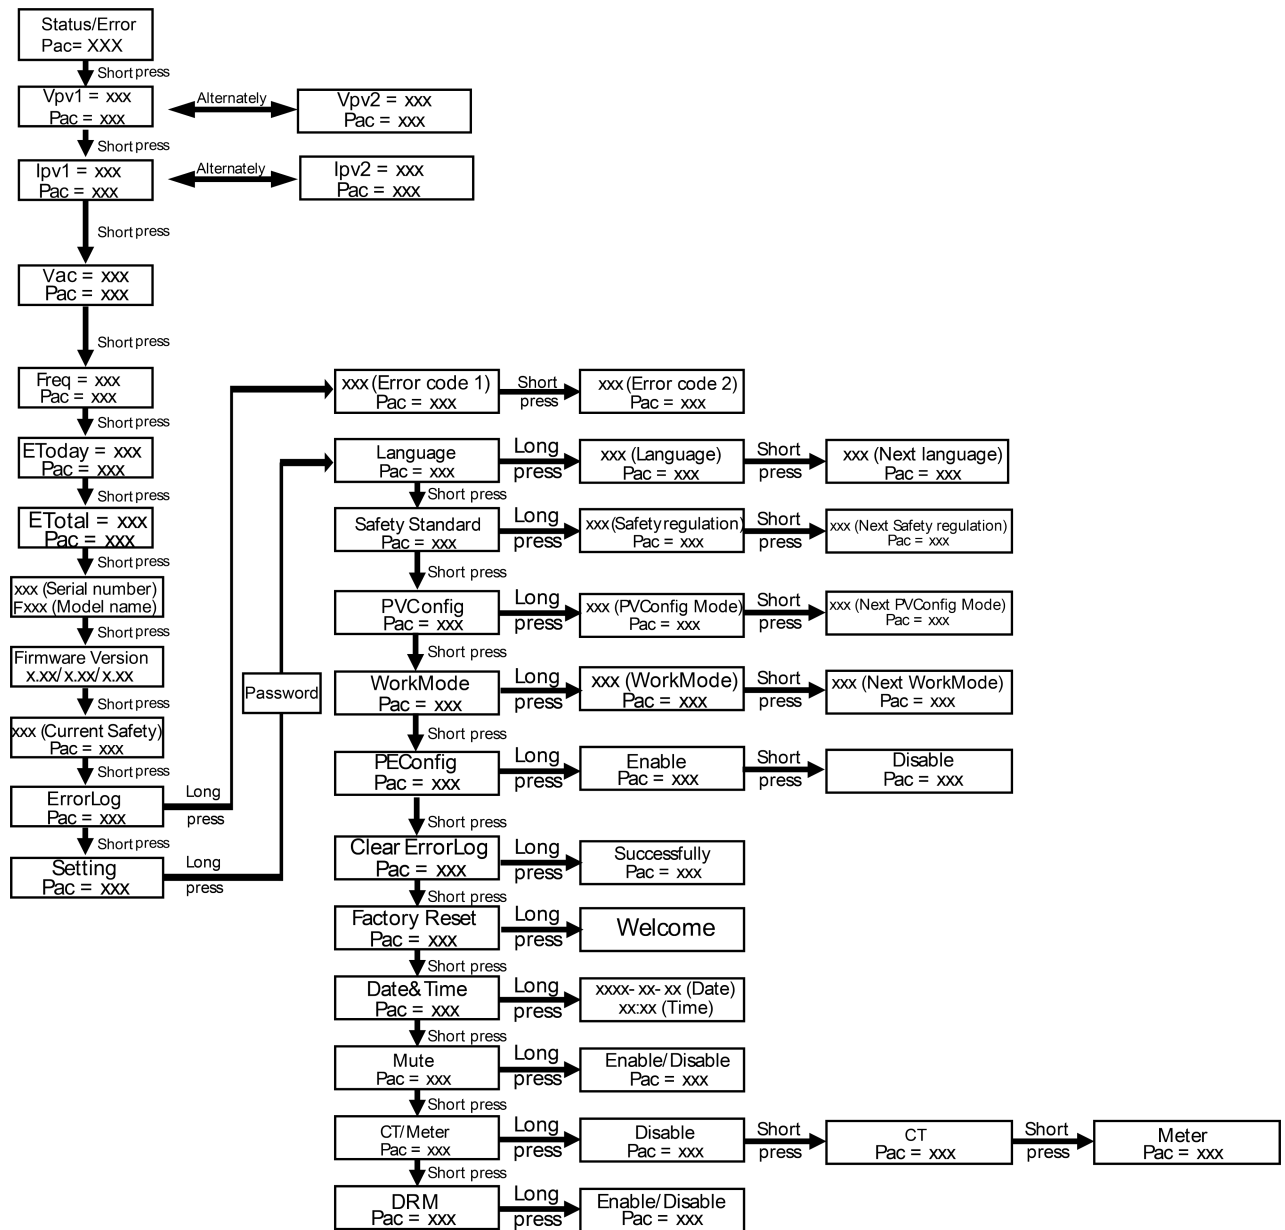 Status/Error
Pac= XXX
Short press
Vpv1 = xxx
Pac = xxx
Alternately
Vpv2 = xxx
Pac = xxx
Short press
Ipv1 = xxx
Pac = xxx
Alternately
Ipv2 = xxx
Pac = xxx
Short press
Vac = xxx
Pac = xxx
Short press
Freq = xxx
Pac = xxx
Short press
EToday = xxx
Pac = xxx
Short press
ETotal = xxx
Pac = xxx
Short press
xxx (Serial number)
Fxxx (Model name)
Short press
Firmware Version
x.xx/ x.xx/ x.xx
Short press
xxx (Current Safety)
Pac = xxx
Short press
ErrorLog
Pac = xxx
Long
press
Short press
Setting
Pac = xxx
Long
press
Password
xxx (Error code 1)
Pac = xxx
Short
press
xxx (Error code 2)
Pac = xxx
Language
Pac = xxx
Long
press
xxx (Language)
Pac = xxx
Short
press
xxx (Next language)
Pac = xxx
Short press
Safety Standard
Pac = xxx
Long
press
xxx (Safety regulation)
Pac = xxx
Short
press
xxx (Next Safety regulation)
Pac = xxx
Short press
PVConfig
Pac = xxx
Long
press
xxx (PVConfig Mode)
Pac = xxx
Short
press
xxx (Next PVConfig Mode)
Pac = xxx
Short press
WorkMode
Pac = xxx
Long
press
xxx (WorkMode)
Pac = xxx
Short
press
xxx (Next WorkMode)
Pac = xxx
Short press
PEConfig
Pac = xxx
Long
press
Enable
Pac = xxx
Short
press
Disable
Pac = xxx
Short press
Clear ErrorLog
Pac = xxx
Long
press
Successfully
Pac = xxx
Short press
Factory Reset
Pac = xxx
Long
press
Welcome
Short press
Date&Time
Pac = xxx
Long
press
xxxx- xx- xx (Date)
xx:xx (Time)
Short press
Mute
Pac = xxx
Long
press
Enable/Disable
Pac = xxx
Short press
CT/Meter
Pac = xxx
Long
press
Disable
Pac = xxx
Short
press
CT
Pac = xxx
Short
press
Meter
Pac = xxx
Short press
DRM
Pac = xxx
Long
press
Enable/Disable
Pac = xxx